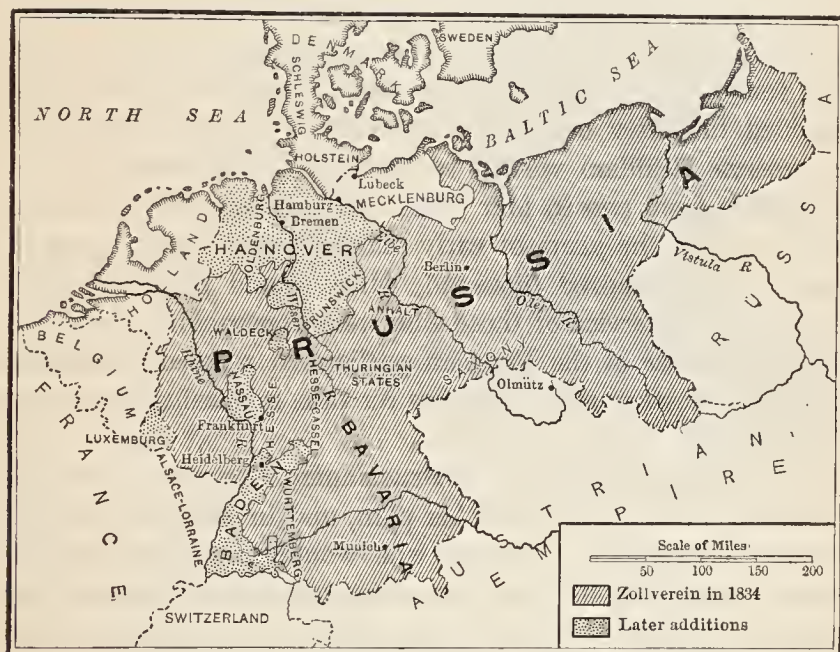 DENMARK
SWEDEN
SCHLESWIG
NORTH SEA
BALTIC SEA
HOLSTEIN
Lübeck
MECKLENBURG
Hamburg
Bremen
OLDENBURG
HANOVER
HOLLAND
Elbe
Berlin
Vistula R
RUSSIA
PRUSSIA
Oder R.
Weser
BRUNSWICK
ANHALT
BELGIUM
WALDECK
Rhine
NASSAU
HESSE
HESSE-CASSEL
THURINGIAN
STATES
SAXONY
Olmütz
FRANCE
Frankfurt
LUXEMBURG
Heidelberg
ALSACE-LORRAINE
BADEN
WÜRTTEMBERG
BAVARIA
Munich
AUSTRIAN
EMPIRE
SWITZERLAND
Scale of Miles
50 100 150 200
Zollverein in 1834
Later additions